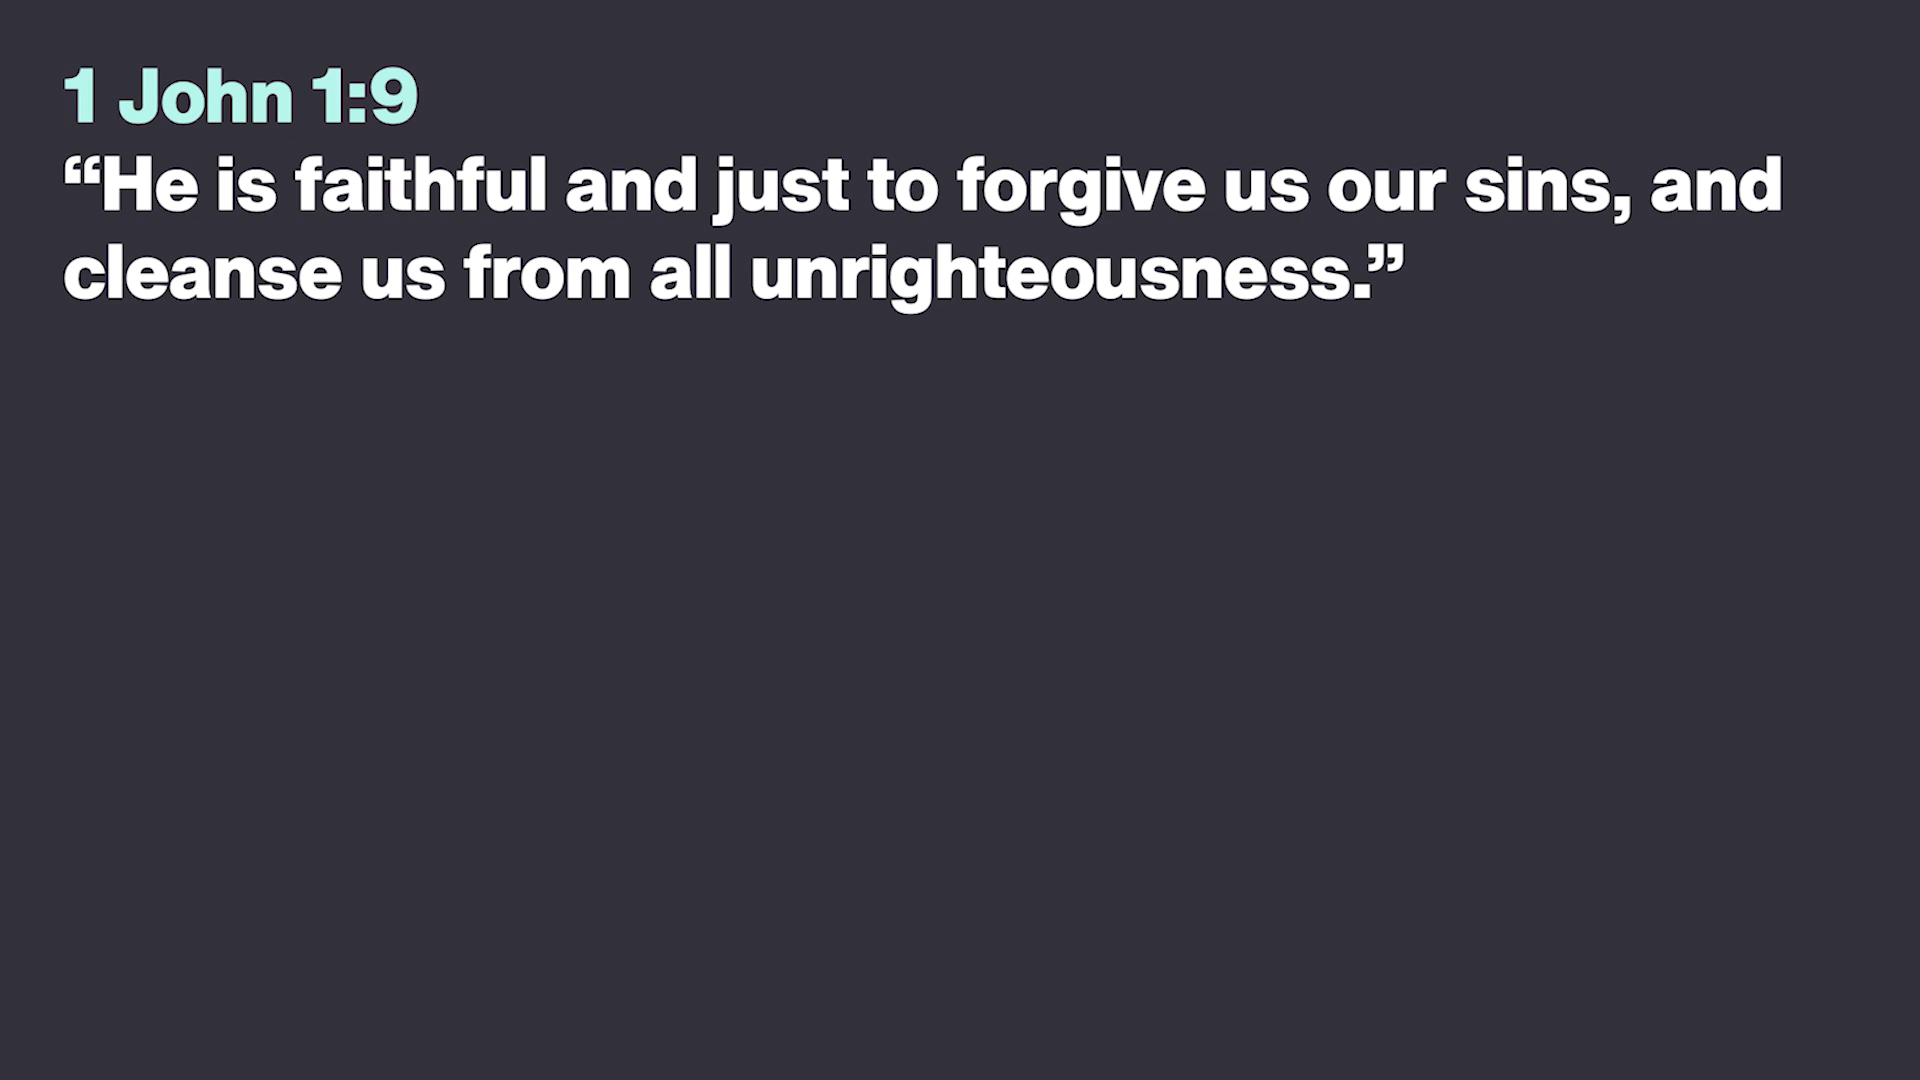 1 John 1:9
“He is faithful and just to forgive us our sins, and
cleanse us from all unrighteousness.”